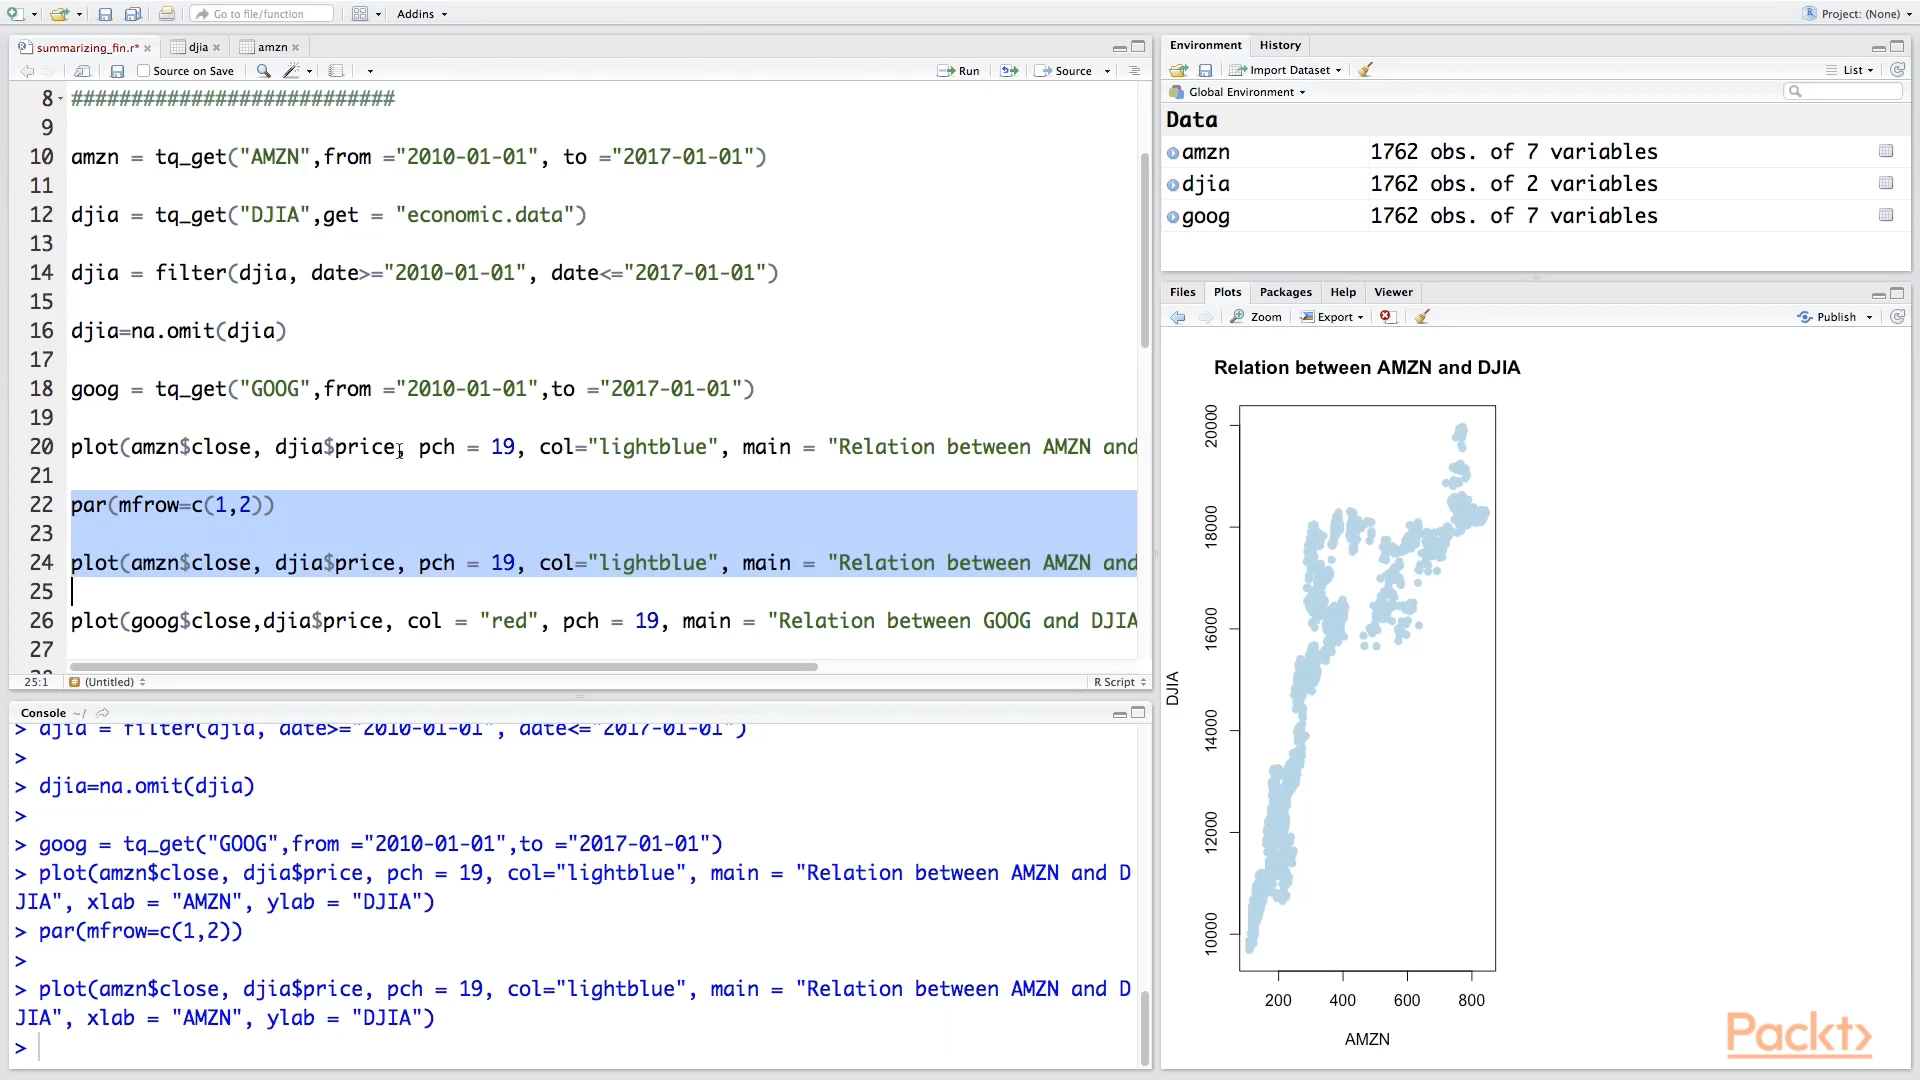 Go to file/function
Addins
Project: (None)
summarizing_fin.r*
djia
amzn
Source on Save
Run
Source
8 ###########################
9
10 amzn = tq_get("AMZN",from ="2010-01-01", to ="2017-01-01")
11
12 djia = tq_get("DJIA",get = "economic.data")
13
14 djia = filter(djia, date>="2010-01-01", date<="2017-01-01")
15
16 djia=na.omit(djia)
17
18 goog = tq_get("GOOG",from ="2010-01-01",to ="2017-01-01")
19
20 plot(amzn$close, djia$price, pch = 19, col="lightblue", main = "Relation between AMZN and
21
22 par(mfrow=c(1,2))
23
24 plot(amzn$close, djia$price, pch = 19, col="lightblue", main = "Relation between AMZN and
25
26 plot(goog$close,djia$price, col = "red", pch = 19, main = "Relation between GOOG and DJIA
27
25:1
(Untitled)
R Script
Console ~/
> djia = filter(djia, date>="2010-01-01", date<="2017-01-01")
>
> djia=na.omit(djia)
>
> goog = tq_get("GOOG",from ="2010-01-01",to ="2017-01-01")
> plot(amzn$close, djia$price, pch = 19, col="lightblue", main = "Relation between AMZN and D
JIA", xlab = "AMZN", ylab = "DJIA")
> par(mfrow=c(1,2))
>
> plot(amzn$close, djia$price, pch = 19, col="lightblue", main = "Relation between AMZN and D
JIA", xlab = "AMZN", ylab = "DJIA")
>
Environment
History
Import Dataset
List
Global Environment
Data
amzn 1762 obs. of 7 variables
djia 1762 obs. of 2 variables
goog 1762 obs. of 7 variables
Files
Plots
Packages
Help
Viewer
Zoom
Export
Publish
Relation between AMZN and DJIA
20000
18000
16000
14000
12000
10000
DJIA
200 400 600 800
AMZN
Packt>